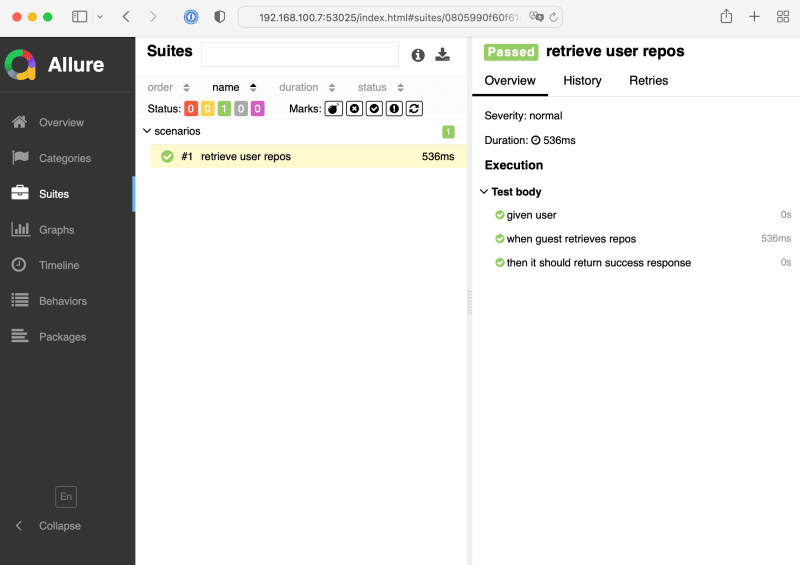 192.168.100.7:53025/index.html#suites/0805990f60f61
Allure
Overview
Categories
Suites
Graphs
Timeline
Behaviors
Packages
En
Collapse
Suites
order name duration status
Status: 0 0 1 0 0 Marks:
scenarios 1
#1 retrieve user repos 536ms
Passed retrieve user repos
Overview History Retries
Severity: normal
Duration: 536ms
Execution
Test body
given user 0s
when guest retrieves repos 536ms
then it should return success response 0s